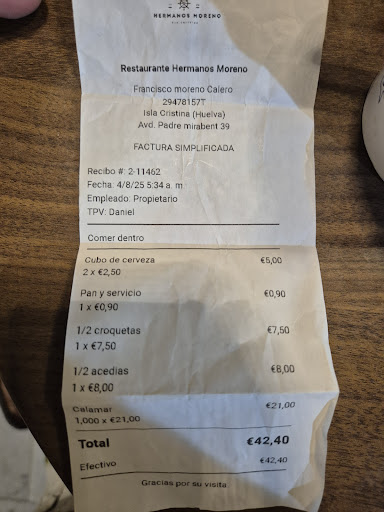 HERMANOS MORENO
Restaurante Hermanos Moreno
Francisco moreno Calero
29478157T
Isla Cristina (Huelva)
Avd. Padre mirabent 39
FACTURA SIMPLIFICADA
Recibo #: 2-11462
Fecha: 4/8/25 5:34 a. m
Empleado: Propietario
TPV: Daniel
Comer dentro
Cubo de cerveza €5,00
2 x €2,50
Pan y servicio €0,90
1 x €0,90
1/2 croquetas €7,50
1 x €7,50
1/2 acedias €8,00
1 x €8,00
Calamar €21,00
1,000 x €21,00
Total €42,40
Efectivo €42,40
Gracias por su visita